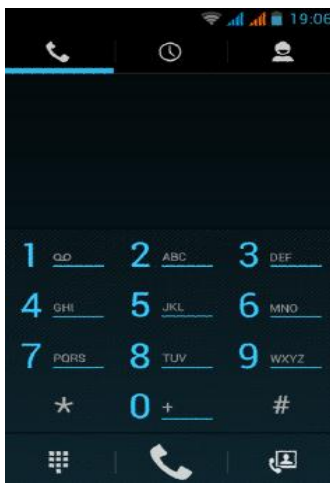 19:06
1
2 ABC
3 DEF
4 GHI
5 JKL
6 MNO
7 PQRS
8 TUV
9 WXYZ
*
0 +
#